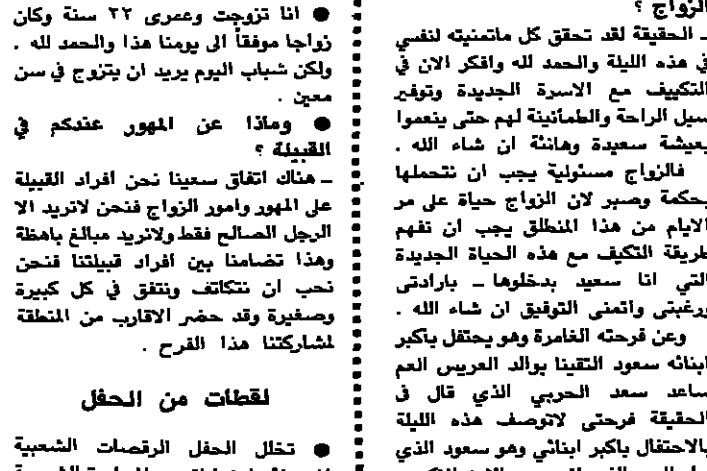 الزواج ؟
ـ الحقيقة لقد تحقق كل ماتمنيته لنفسي
في هذه الليلة والحمد لله وافكر الان في
التكييف مع الاسرة الجديدة وتوفير
سبل الراحة والطمأنينة لهم حتى ينعموا
بعيشة سعيدة وهانئة ان شاء الله .
فالزواج مسئولية يجب ان نتحملها
بحكمة وصبر لان الزواج حياة على مر
الايام من هذا المنطلق يجب ان نفهم
طريقة التكيف مع هذه الحياة الجديدة
التي انا سعيد بدخلوها ـ بارادتى
ورغبتى واتمنى التوفيق ان شاء الله .
وعن فرحته الغامرة وهو يحتفل باكبر
ابنائه سعود التقينا بوالد العريس العم
ساعد سعد الحربي الذي قال فى
الحقيقة فرحتى لاتوصف هذه الليلة
بالاحتفال باكبر ابنائي وهو سعود الذي
● انا تزوجت وعمرى ٢٢ سنة وكان
زواجا موفقاً الى يومنا هذا والحمد لله .
ولكن شباب اليوم يريد ان يتزوج في سن
معين .
● وماذا عن المهور عندكم في
القبيلة ؟
ـ هناك اتفاق سعينا نحن افراد القبيلة
على المهور وامور الزواج فنحن لانريد الا
الرجل الصالح فقط ولانريد مبالغ باهظة
وهذا تضامنا بين افراد قبيلتنا فنحن
نحب ان نتكاتف ونتفق في كل كبيرة
وصغيرة وقد حضر الاقارب من المنطقة
لمشاركتنا هذا الفرح .
لقطات من الحفل
● تخلل الحفل الرقصات الشعبية